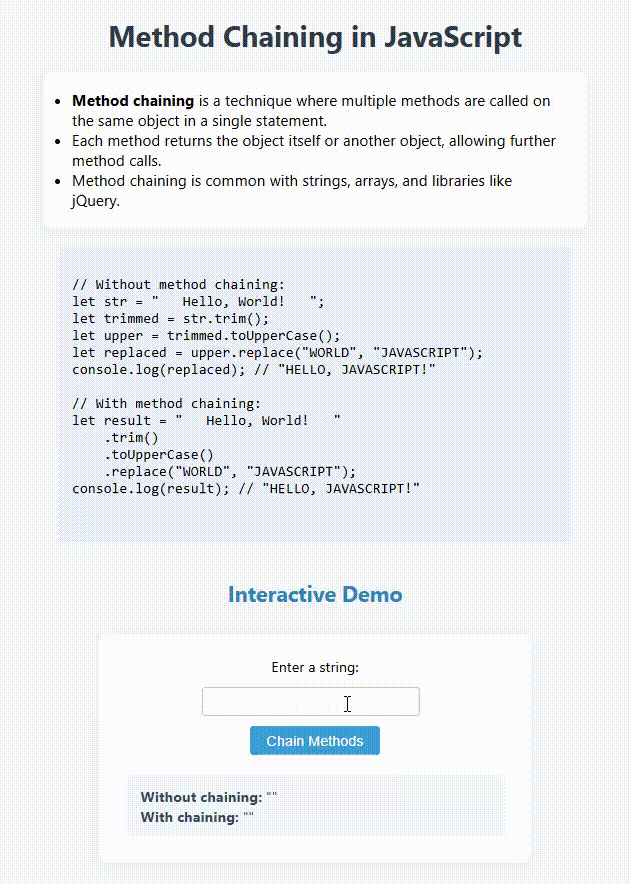 Method Chaining in JavaScript
• Method chaining is a technique where multiple methods are called on
the same object in a single statement.
• Each method returns the object itself or another object, allowing further
method calls.
• Method chaining is common with strings, arrays, and libraries like
jQuery.
// Without method chaining:
let str = "   Hello, World!   ";
let trimmed = str.trim();
let upper = trimmed.toUpperCase();
let replaced = upper.replace("WORLD", "JAVASCRIPT");
console.log(replaced); // "HELLO, JAVASCRIPT!"
// With method chaining:
let result = "   Hello, World!   "
    .trim()
    .toUpperCase()
    .replace("WORLD", "JAVASCRIPT");
console.log(result); // "HELLO, JAVASCRIPT!"
Interactive Demo
Enter a string:
Chain Methods
Without chaining: ""
With chaining: ""